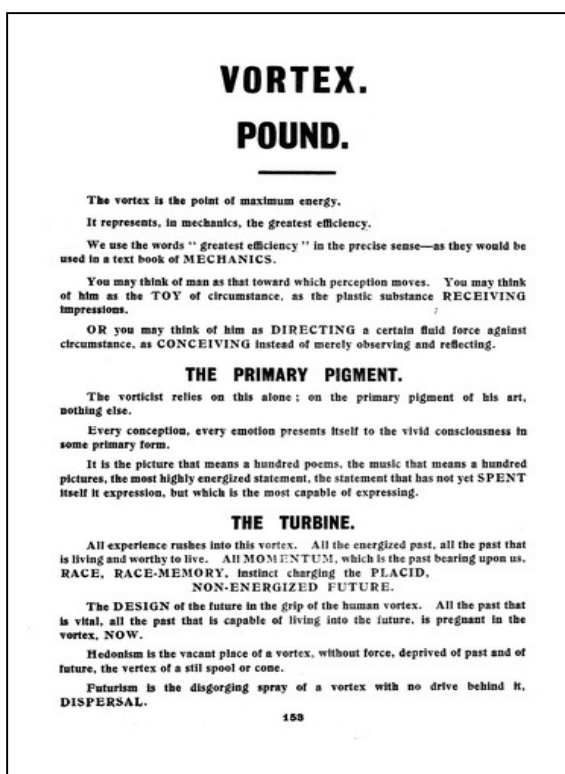 VORTEX.
POUND.
The vortex is the point of maximum energy.
It represents, in mechanics, the greatest efficiency.
We use the words “ greatest efficiency ” in the precise sense—as they would be
used in a text book of MECHANICS.
You may think of man as that toward which perception moves. You may think
of him as the TOY of circumstance, as the plastic substance RECEIVING
impressions.
OR you may think of him as DIRECTING a certain fluid force against
circumstance, as CONCEIVING instead of merely observing and reflecting.
THE PRIMARY PIGMENT.
The vorticist relies on this alone ; on the primary pigment of his art,
nothing else.
Every conception, every emotion presents itself to the vivid consciousness in
some primary form.
It is the picture that means a hundred poems, the music that means a hundred
pictures, the most highly energized statement, the statement that has not yet SPENT
itself it expression, but which is the most capable of expressing.
THE TURBINE.
All experience rushes into this vortex. All the energized past, all the past that
is living and worthy to live. All MOMENTUM, which is the past bearing upon us,
RACE, RACE-MEMORY, instinct charging the PLACID,
NON-ENERGIZED FUTURE.
The DESIGN of the future in the grip of the human vortex. All the past that
is vital, all the past that is capable of living into the future, is pregnant in the
vortex, NOW.
Hedonism is the vacant place of a vortex, without force, deprived of past and of
future, the vertex of a stil spool or cone.
Futurism is the disgorging spray of a vortex with no drive behind it,
DISPERSAL.
153